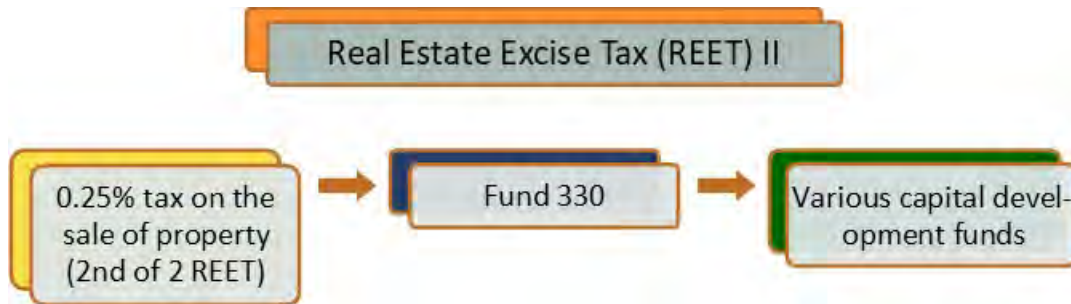 Real Estate Excise Tax (REET) II
0.25% tax on the
sale of property
(2nd of 2 REET)
Fund 330
Various capital devel-
opment funds